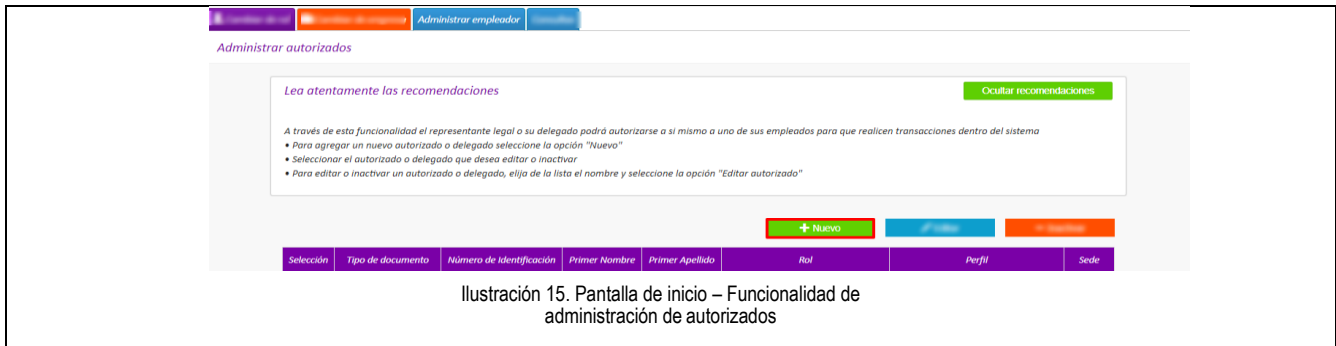 Administrar empleador
Administrar autorizados
Lea atentamente las recomendaciones
Ocultar recomendaciones
A través de esta funcionalidad el representante legal o su delegado podrá autorizarse a si mismo a uno de sus empleados para que realicen transacciones dentro del sistema
• Para agregar un nuevo autorizado o delegado seleccione la opción "Nuevo"
• Seleccionar el autorizado o delegado que desea editar o inactivar
• Para editar o inactivar un autorizado o delegado, elija de la lista el nombre y seleccione la opción "Editar autorizado"
+ Nuevo
Selección Tipo de documento Número de Identificación Primer Nombre Primer Apellido Rol Perfil Sede
Ilustración 15. Pantalla de inicio – Funcionalidad de
administración de autorizados